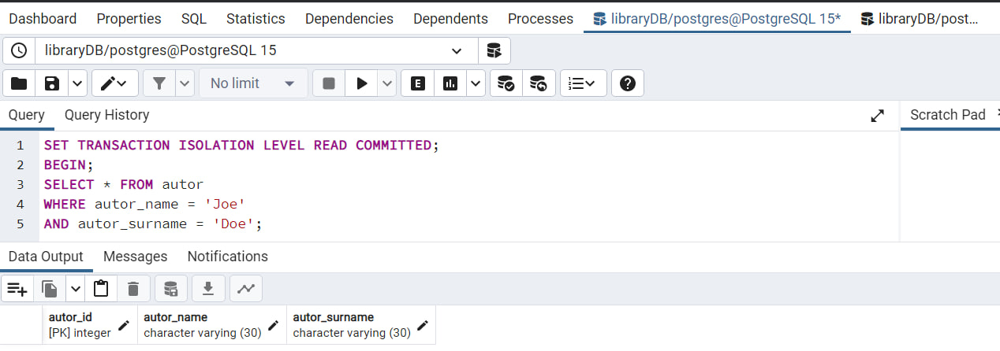 Dashboard Properties SQL Statistics Dependencies Dependents Processes libraryDB/postgres@PostgreSQL 15* libraryDB/post...
libraryDB/postgres@PostgreSQL 15
No limit
Query Query History Scratch Pad
1 SET TRANSACTION ISOLATION LEVEL READ COMMITTED;
2 BEGIN;
3 SELECT * FROM autor
4 WHERE autor_name = 'Joe'
5 AND autor_surname = 'Doe';
Data Output Messages Notifications
autor_id autor_name autor_surname
[PK] integer character varying (30) character varying (30)